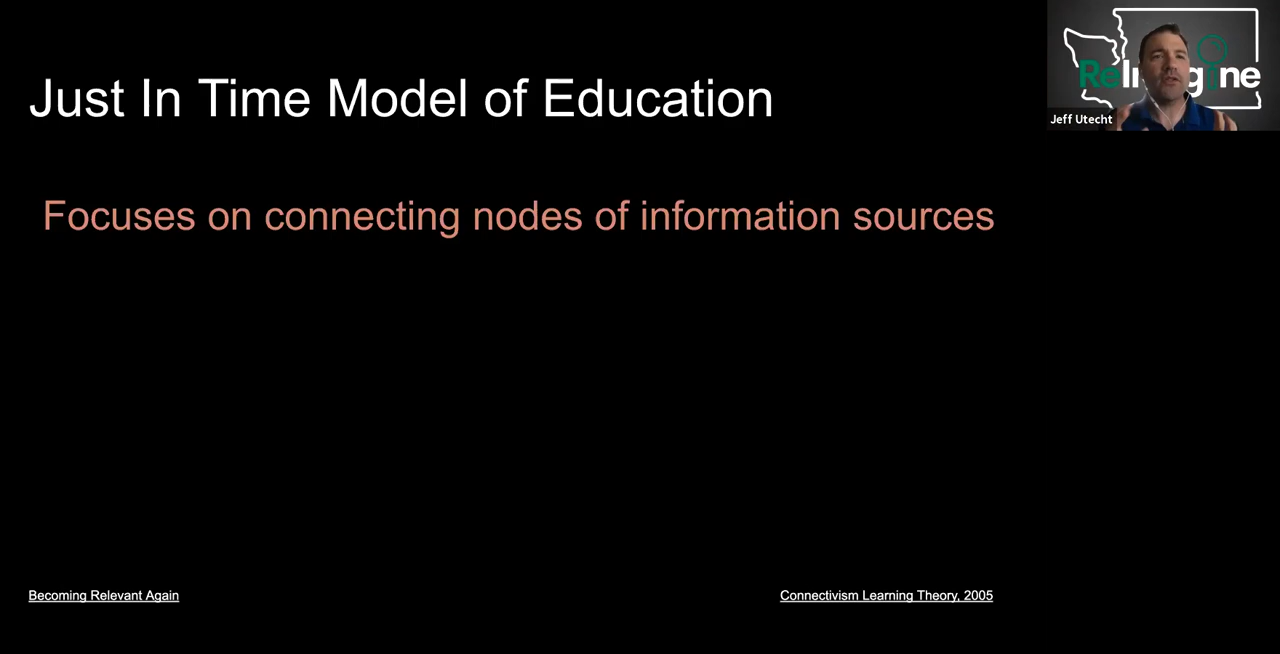 Just In Time Model of Education
Focuses on connecting nodes of information sources
Becoming Relevant Again
Connectivism Learning Theory, 2005
ReImagine
Jeff Utecht